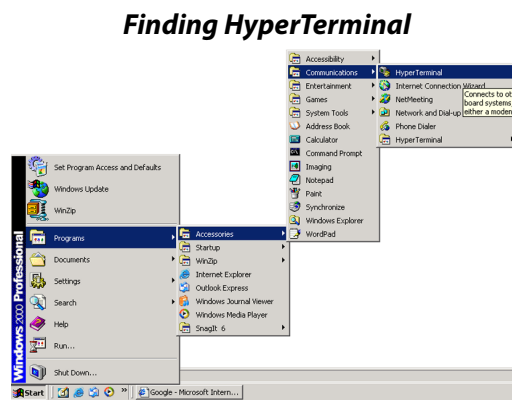 Finding HyperTerminal
Accessibility
Communications
Entertainment
Games
System Tools
Address Book
Calculator
Command Prompt
Imaging
Notepad
Paint
Synchronize
Windows Explorer
WordPad
HyperTerminal
Internet Connection Wizard
NetMeeting
Network and Dial-up
Phone Dialer
HyperTerminal
Connects to ot
board systems,
either a modem
Set Program Access and Defaults
Windows Update
WinZip
Programs
Documents
Settings
Search
Help
Run...
Shut Down...
Windows 2000 Professional
Accessories
Startup
WinZip
Internet Explorer
Outlook Express
Windows Journal Viewer
Windows Media Player
SnagIt 6
Start
»
Google - Microsoft Intern...